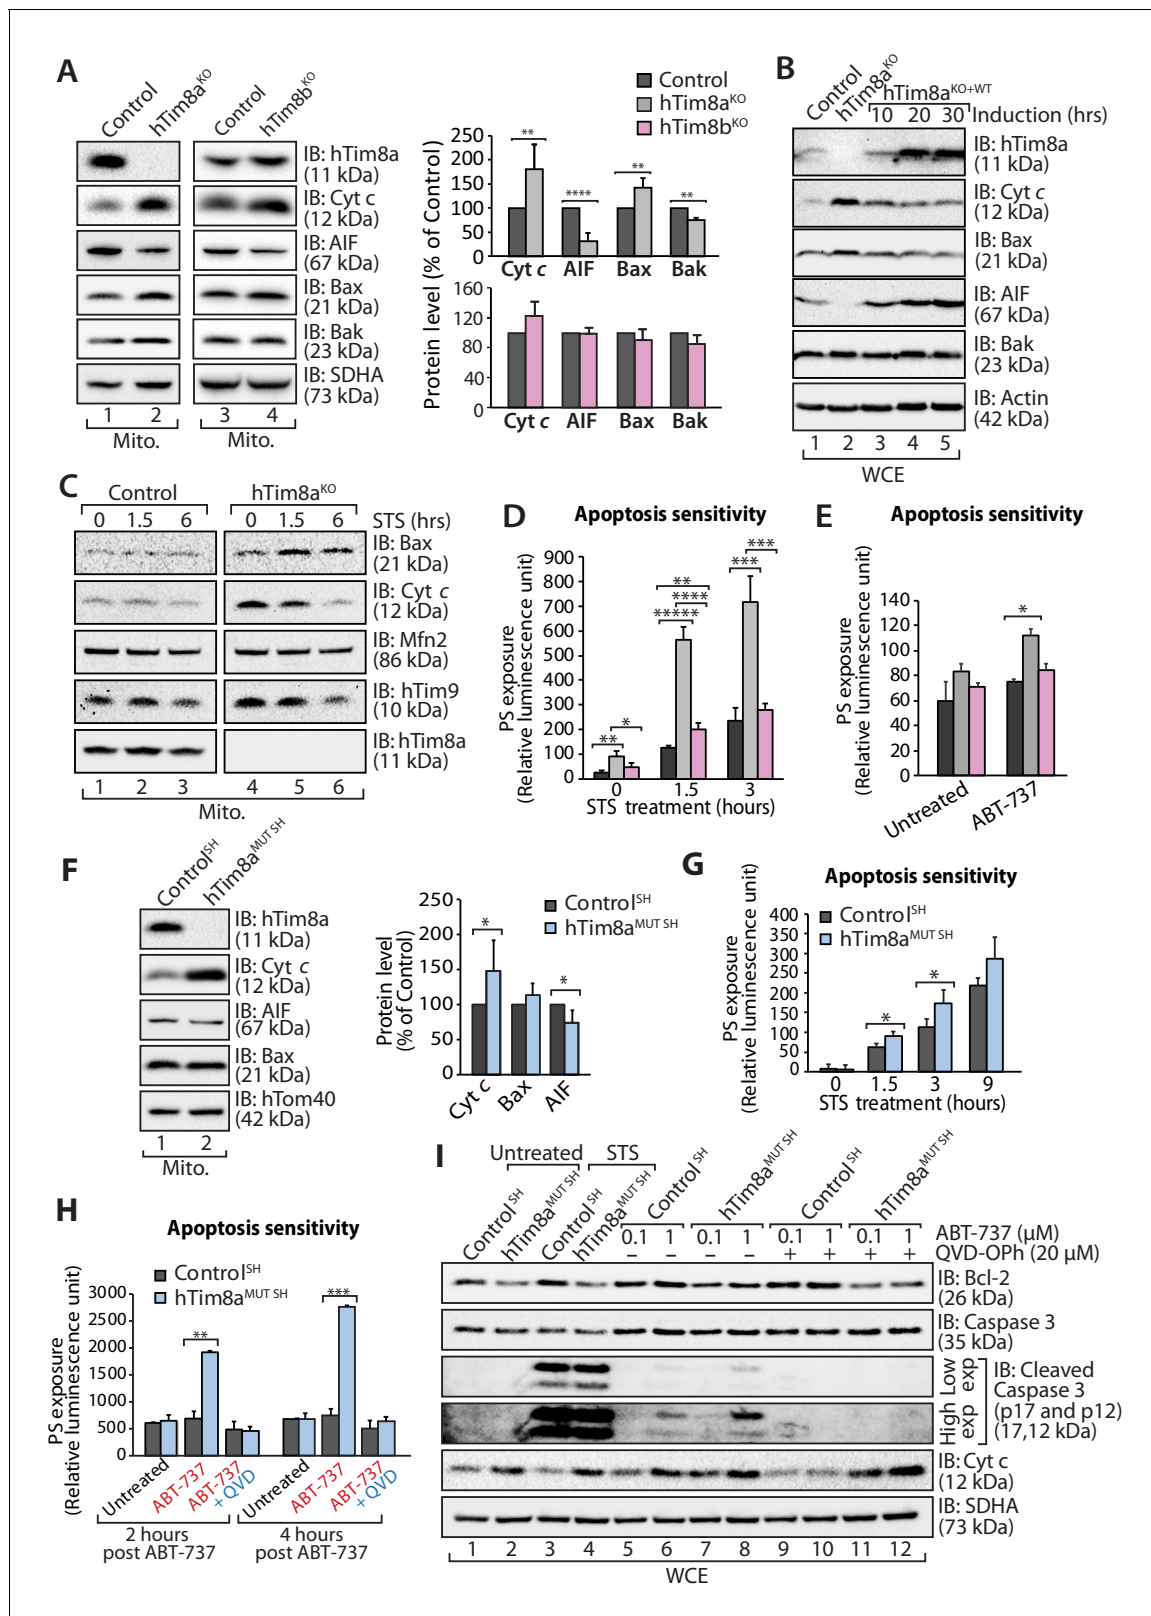 A
Control
hTim8aKO
Control
hTim8bKO
IB: hTim8a
(11 kDa)
IB: Cyt c
(12 kDa)
IB: AIF
(67 kDa)
IB: Bax
(21 kDa)
IB: Bak
(23 kDa)
IB: SDHA
(73 kDa)
1 2 3 4
Mito. Mito.
Control
hTim8aKO
hTim8bKO
Protein level (% of Control)
250
200
150
100
50
0
** **** ** **
Cyt c AIF Bax Bak
160
120
80
40
0
Cyt c AIF Bax Bak
B
Control
hTim8aKO
hTim8aKO+WT
10 20 30 Induction (hrs)
IB: hTim8a
(11 kDa)
IB: Cyt c
(12 kDa)
IB: Bax
(21 kDa)
IB: AIF
(67 kDa)
IB: Bak
(23 kDa)
IB: Actin
(42 kDa)
1 2 3 4 5
WCE
C
Control hTim8aKO
0 1.5 6 0 1.5 6 STS (hrs)
IB: Bax
(21 kDa)
IB: Cyt c
(12 kDa)
IB: Mfn2
(86 kDa)
IB: hTim9
(10 kDa)
IB: hTim8a
(11 kDa)
1 2 3 4 5 6
Mito.
D
Apoptosis sensitivity
PS exposure
(Relative luminescence unit)
900
800
700
600
500
400
300
200
100
0
** *
** **** *****
*** ***
0 1.5 3
STS treatment (hours)
E
Apoptosis sensitivity
PS exposure
(Relative luminescence unit)
140
120
100
80
60
40
20
0
*
Untreated
ABT-737
F
ControlSH
hTim8aMUT SH
IB: hTim8a
(11 kDa)
IB: Cyt c
(12 kDa)
IB: AIF
(67 kDa)
IB: Bax
(21 kDa)
IB: hTom40
(42 kDa)
1 2
Mito.
Protein level
(% of Control)
250
200
150
100
50
0
ControlSH
hTim8aMUT SH
* *
Cyt c
Bax
AIF
G
Apoptosis sensitivity
PS exposure
(Relative luminescence unit)
400
350
300
250
200
150
100
50
0
ControlSH
hTim8aMUT SH
* *
0 1.5 3 9
STS treatment (hours)
H
Apoptosis sensitivity
ControlSH
hTim8aMUT SH
PS exposure
(Relative luminescence unit)
3000
2500
2000
1500
1000
500
0
** ***
Untreated
ABT-737
ABT-737
+QVD
Untreated
ABT-737
ABT-737
+QVD
2 hours
post ABT-737
4 hours
post ABT-737
I
Untreated STS
ControlSH
hTim8aMUT SH
ControlSH
hTim8aMUT SH
ControlSH
hTim8aMUT SH
ControlSH
hTim8aMUT SH
0.1 1 0.1 1 0.1 1 0.1 1 ABT-737 (µM)
– – – – + + + + QVD-OPh (20 µM)
IB: Bcl-2
(26 kDa)
IB: Caspase 3
(35 kDa)
Low
exp
High
exp
IB: Cleaved
Caspase 3
(p17 and p12)
(17,12 kDa)
IB: Cyt c
(12 kDa)
IB: SDHA
(73 kDa)
1 2 3 4 5 6 7 8 9 10 11 12
WCE